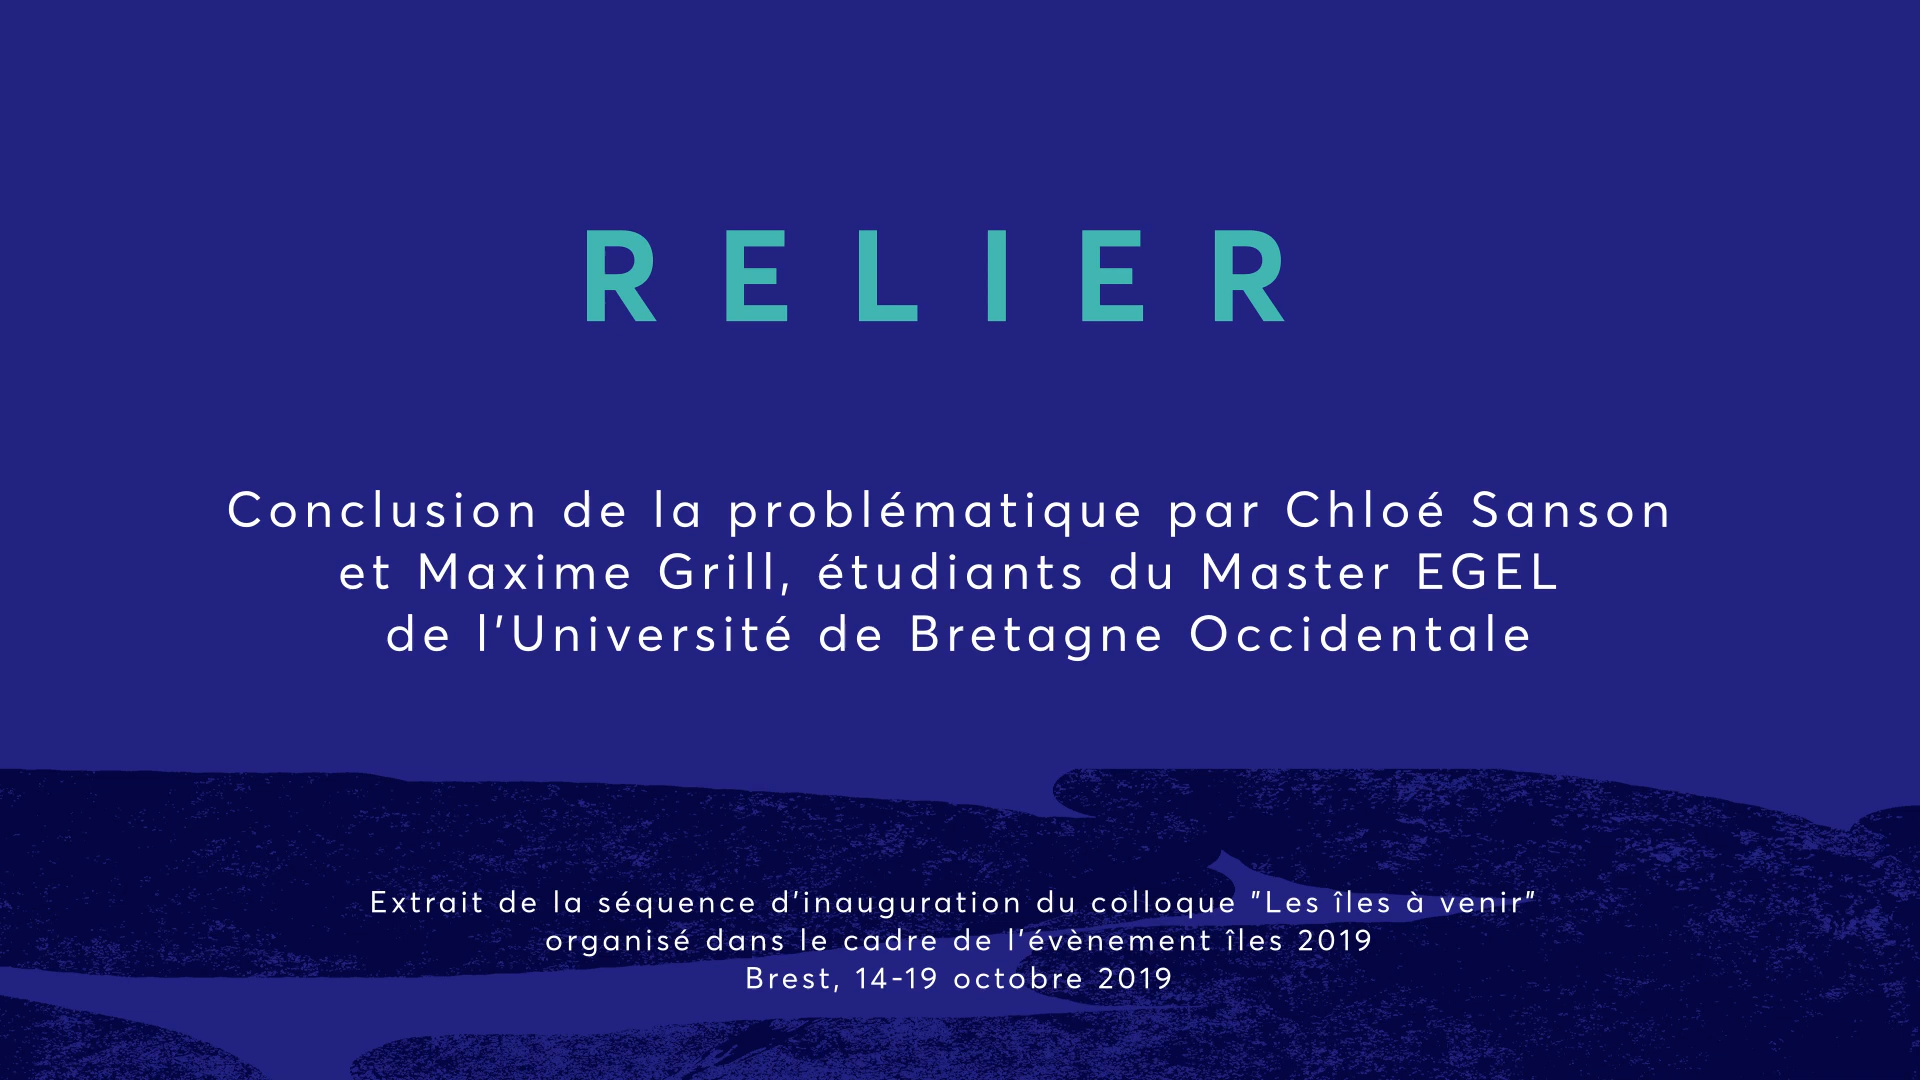 RELIER
Conclusion de la problématique par Chloé Sanson
et Maxime Grill, étudiants du Master EGEL
de l'Université de Bretagne Occidentale
Extrait de la séquence d'inauguration du colloque "Les îles à venir"
organisé dans le cadre de l'évènement îles 2019
Brest, 14-19 octobre 2019